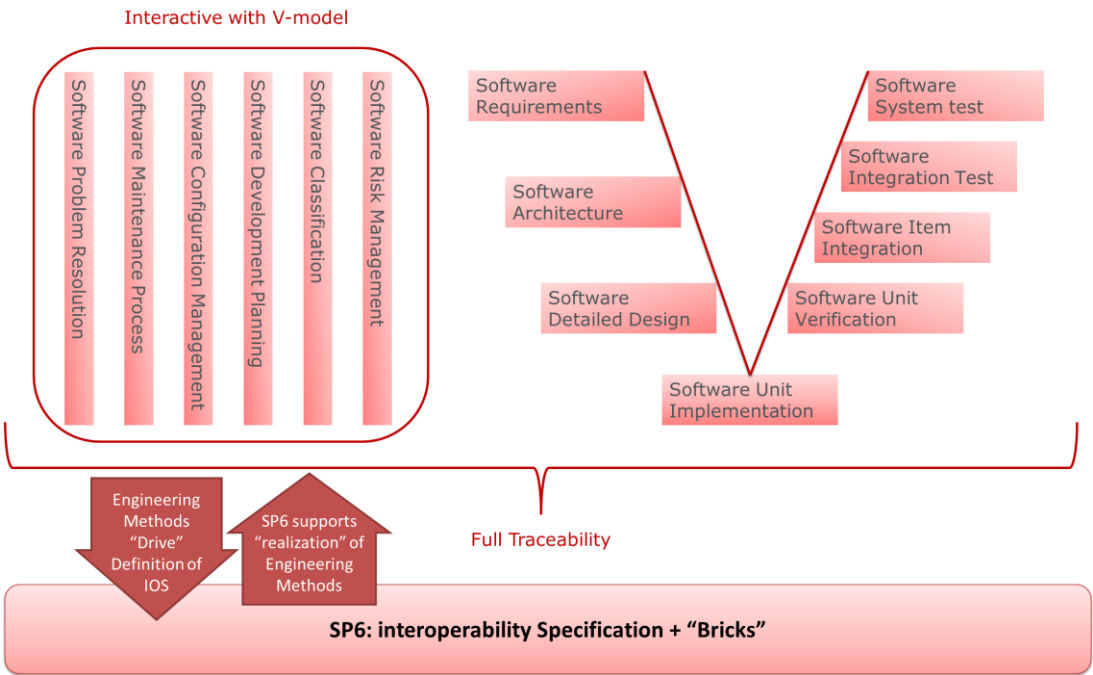 Interactive with V-model
Software Problem Resolution
Software Maintenance Process
Software Configuration Management
Software Development Planning
Software Classification
Software Risk Management
Software
Requirements
Software
Architecture
Software
Detailed Design
Software Unit
Implementation
Software
System test
Software
Integration Test
Software Item
Integration
Software Unit
Verification
Engineering
Methods
“Drive”
Definition of
IOS
SP6 supports
“realization” of
Engineering
Methods
Full Traceability
SP6: interoperability Specification + “Bricks”